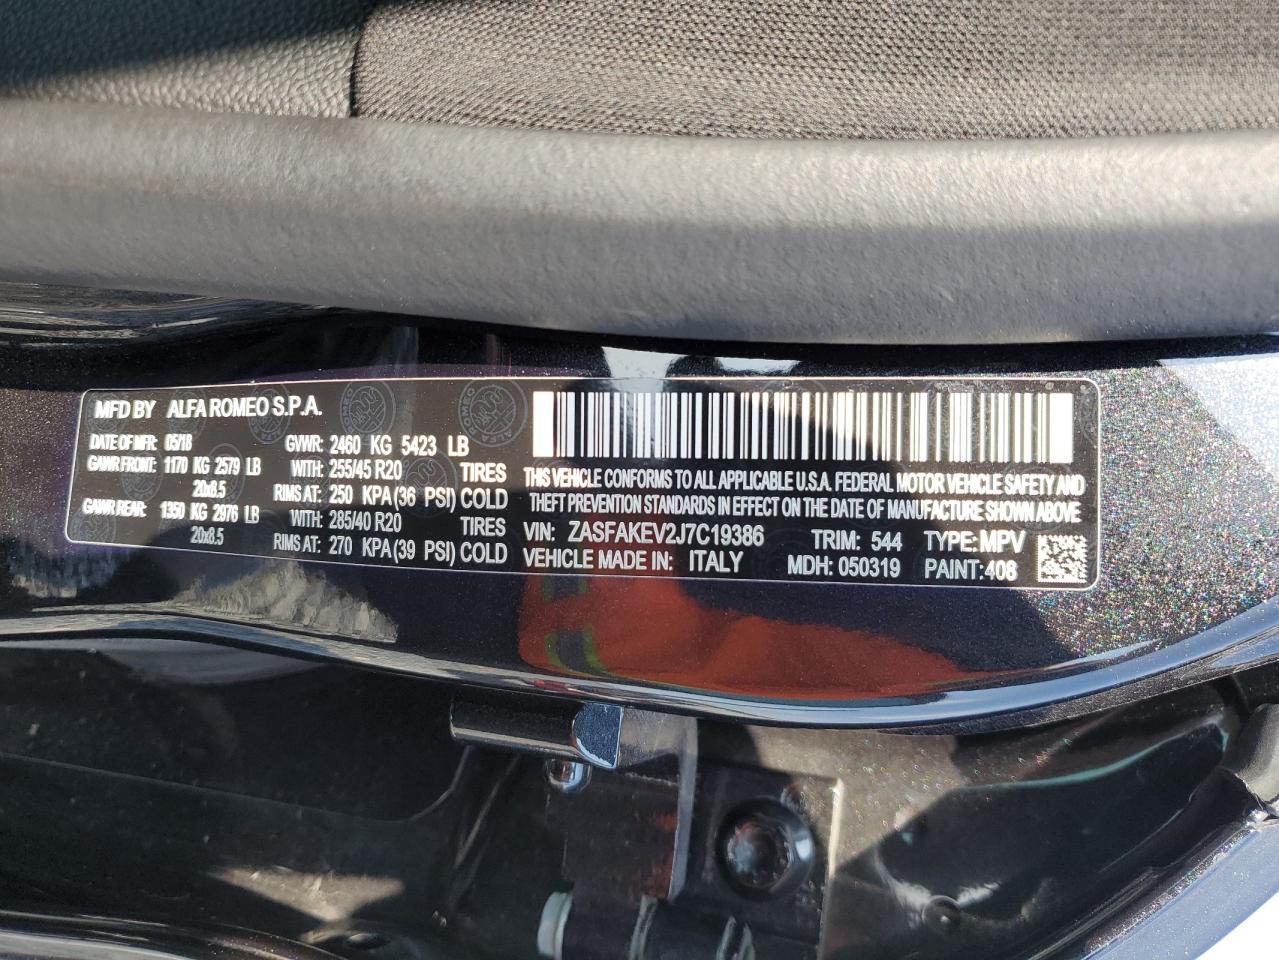 MFD BY ALFA ROMEO S.P.A.
DATE OF MFR: 05/18 GVWR: 2460 KG 5423 LB
GAWR FRONT: 1170 KG 2579 LB WITH: 255/45 R20 TIRES
20x8.5 RIMS AT: 250 KPA(36 PSI) COLD
GAWR REAR: 1350 KG 2976 LB WITH: 285/40 R20 TIRES
20x8.5 RIMS AT: 270 KPA(39 PSI) COLD
THIS VEHICLE CONFORMS TO ALL APPLICABLE U.S.A. FEDERAL MOTOR VEHICLE SAFETY AND
THEFT PREVENTION STANDARDS IN EFFECT ON THE DATE OF MANUFACTURE SHOWN ABOVE
VIN: ZASFAKEV2J7C19386 TRIM: 544 TYPE: MPV
VEHICLE MADE IN: ITALY MDH: 050319 PAINT: 408